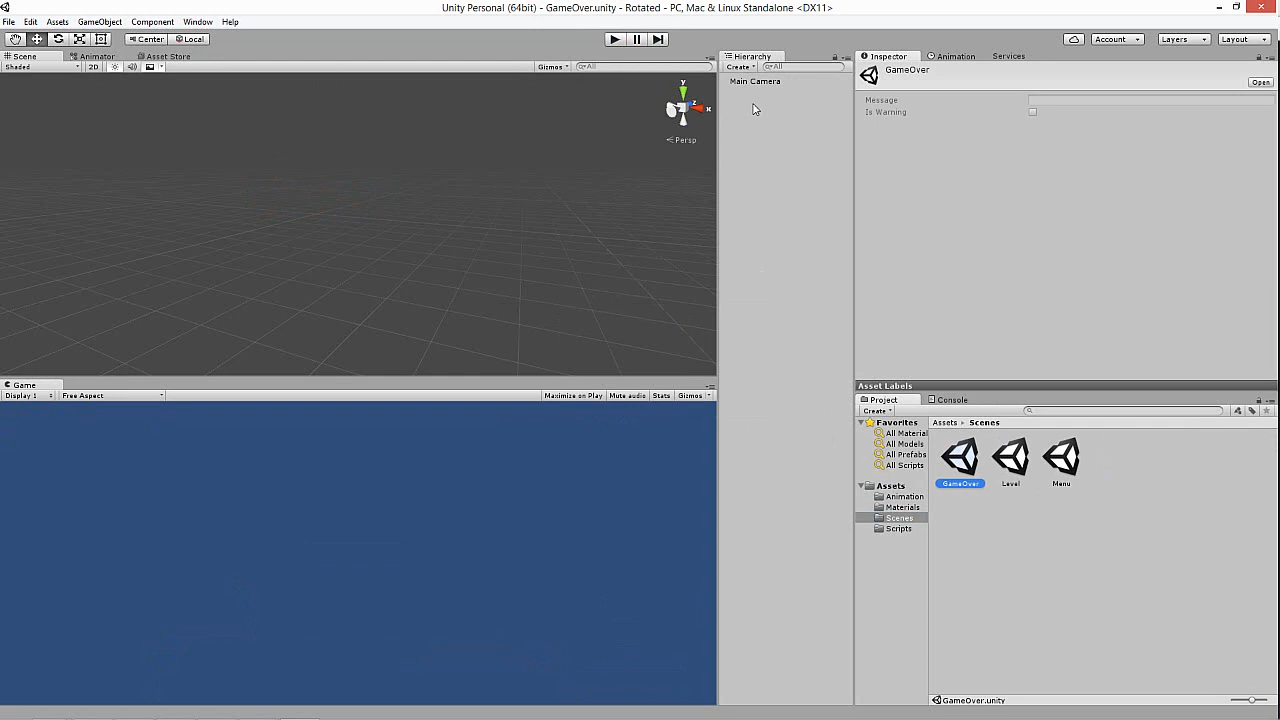 Unity Personal (64bit) - GameOver.unity - Rotated - PC, Mac & Linux Standalone <DX11>
File Edit Assets GameObject Component Window Help
Center Local Account Layers Layout
Scene Animator Asset Store
Shaded 2D Gizmos All
y
z
x
Persp
Hierarchy
Create All
Main Camera
Inspector Animation Services
GameOver
Open
Message
Is Warning
Asset Labels
Game
Display 1 Free Aspect Maximize on Play Mute audio Stats Gizmos
Project Console
Create
Favorites
All Material
All Models
All Prefabs
All Scripts
Assets
Animation
Materials
Scenes
Scripts
Assets Scenes
GameOver Level Menu
GameOver.unity